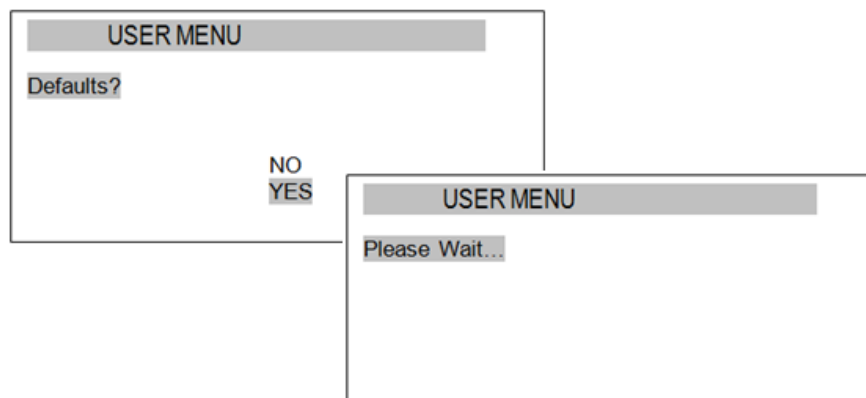 USER MENU
Defaults?
NO
YES
USER MENU
Please Wait...